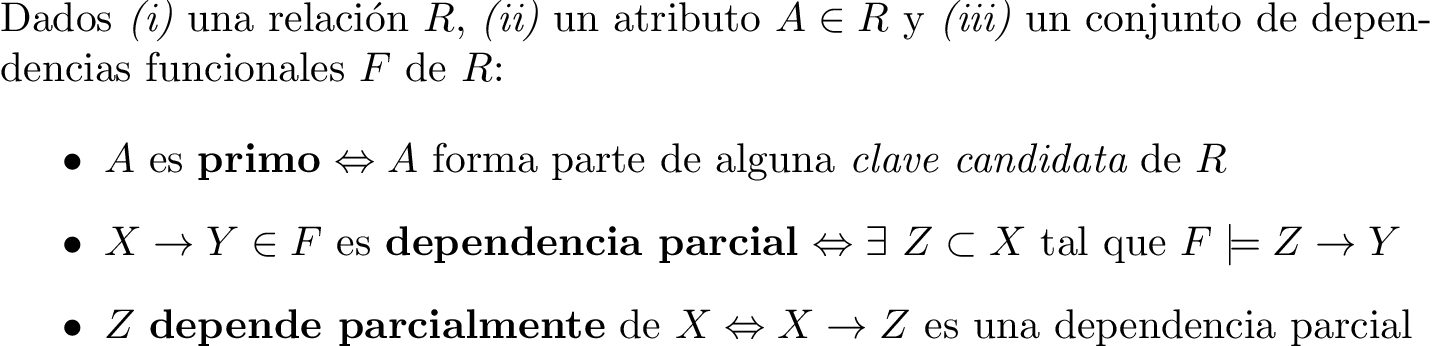 Dados (i) una relación R, (ii) un atributo A ∈ R y (iii) un conjunto de depen-
dencias funcionales F de R:
• A es primo ⇔ A forma parte de alguna clave candidata de R
• X → Y ∈ F es dependencia parcial ⇔ ∃ Z ⊂ X tal que F ⊨ Z → Y
• Z depende parcialmente de X ⇔ X → Z es una dependencia parcial